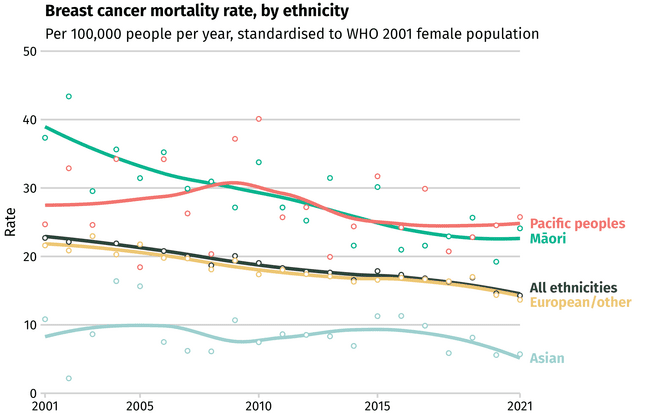 Breast cancer mortality rate, by ethnicity
Per 100,000 people per year, standardised to WHO 2001 female population
50
40
30
20
10
0
Rate
Pacific peoples
Māori
All ethnicities
European/other
Asian
2001
2005
2010
2015
2021